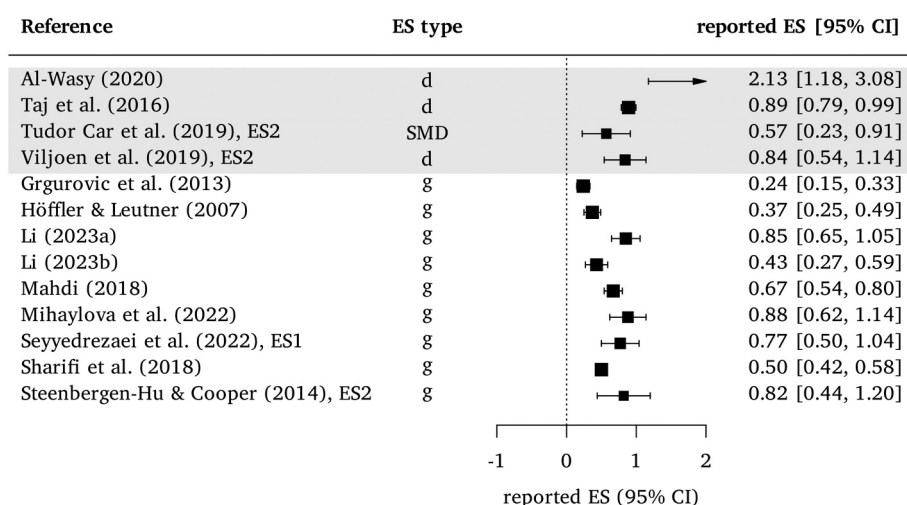 Reference ES type reported ES [95% CI]
Al-Wasy (2020) d 2.13 [1.18, 3.08]
Taj et al. (2016) d 0.89 [0.79, 0.99]
Tudor Car et al. (2019), ES2 SMD 0.57 [0.23, 0.91]
Viljoen et al. (2019), ES2 d 0.84 [0.54, 1.14]
Grgurovic et al. (2013) g 0.24 [0.15, 0.33]
Höffler & Leutner (2007) g 0.37 [0.25, 0.49]
Li (2023a) g 0.85 [0.65, 1.05]
Li (2023b) g 0.43 [0.27, 0.59]
Mahdi (2018) g 0.67 [0.54, 0.80]
Mihaylova et al. (2022) g 0.88 [0.62, 1.14]
Seyyedrezaei et al. (2022), ES1 g 0.77 [0.50, 1.04]
Sharifi et al. (2018) g 0.50 [0.42, 0.58]
Steenbergen-Hu & Cooper (2014), ES2 g 0.82 [0.44, 1.20]
-1 0 1 2
reported ES (95% CI)